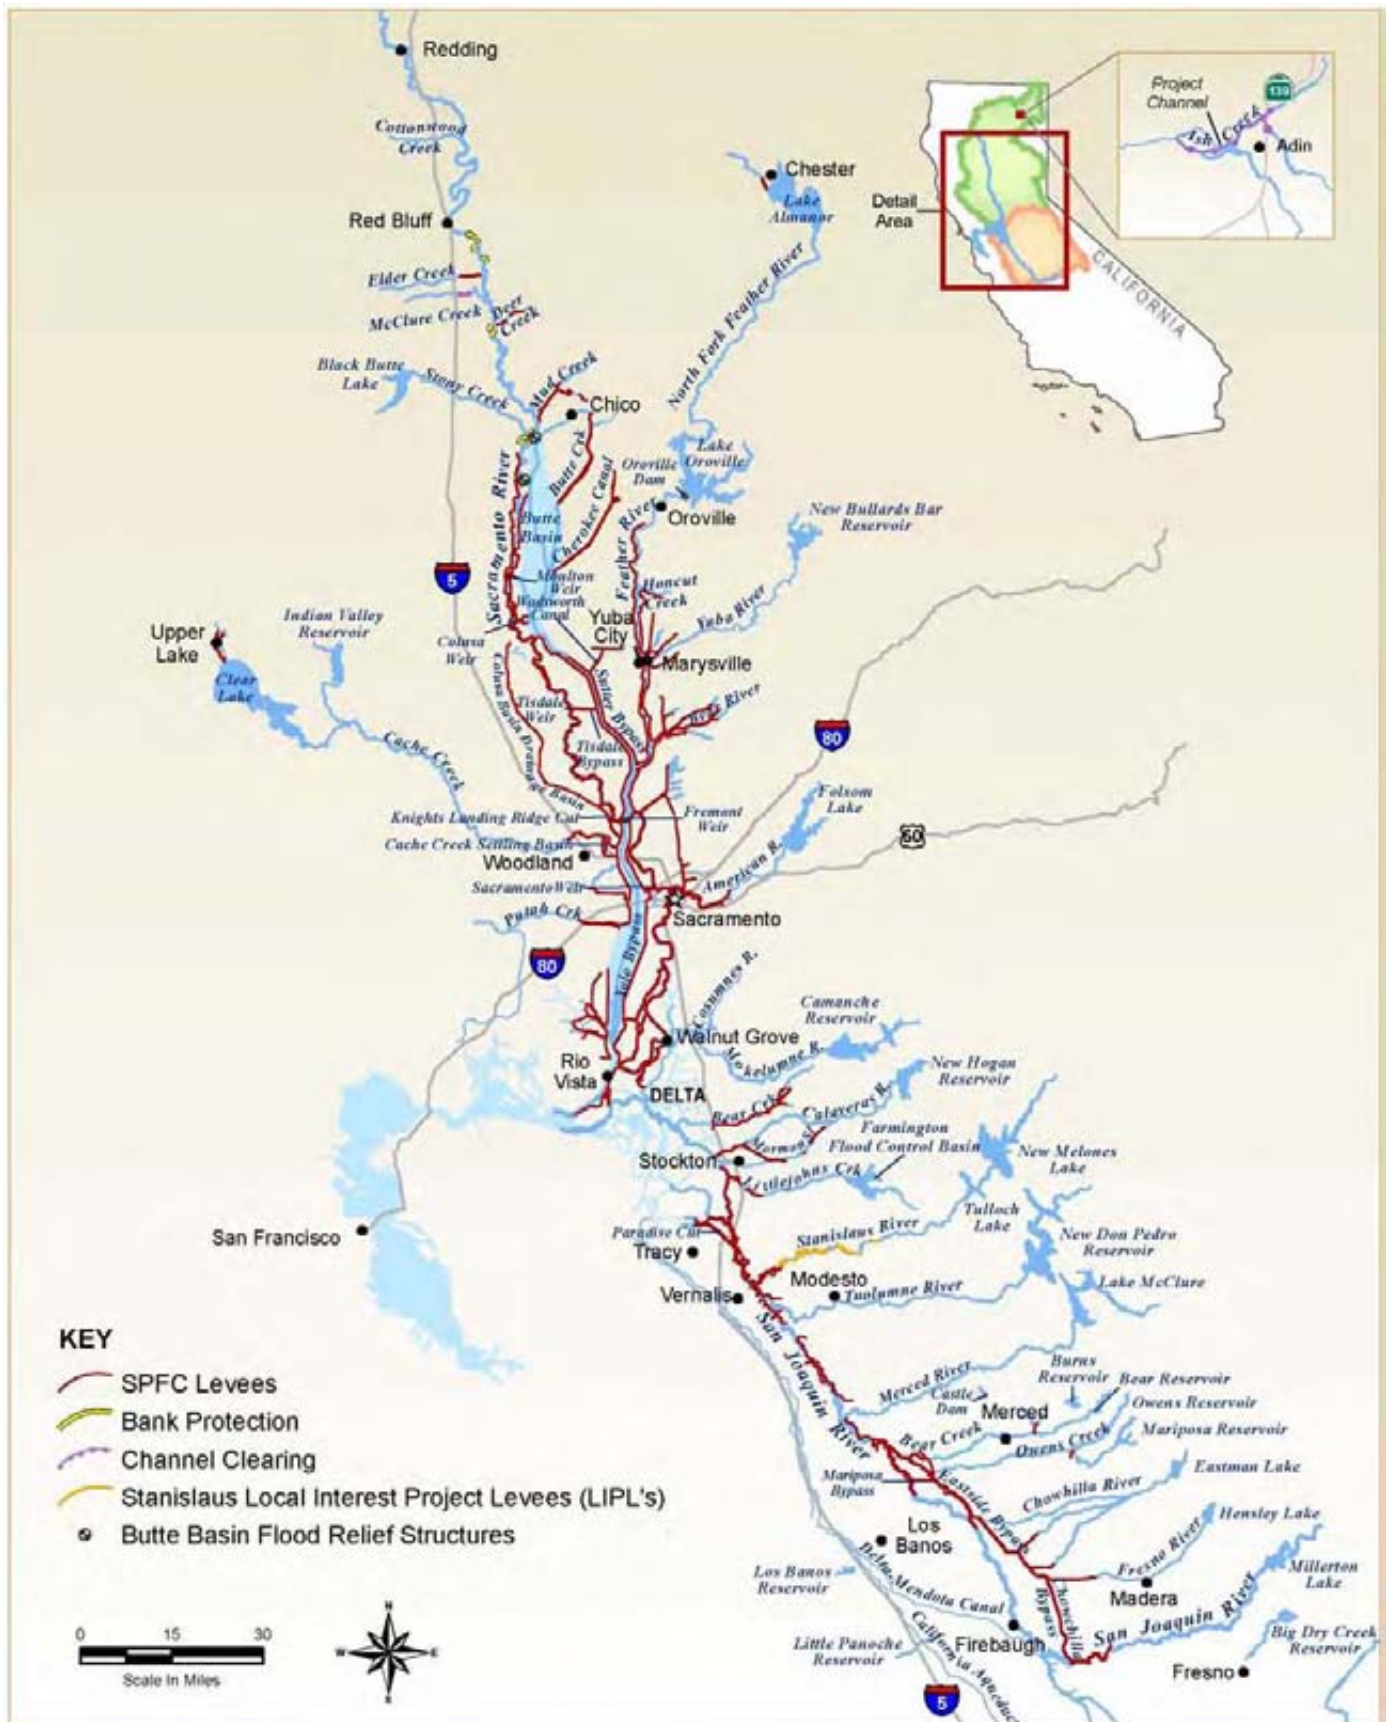 Redding
Cottonwood
Creek
Project
Channel
139
Ash Creek
Adin
Chester
Lake
Almanor
Detail
Area
CALIFORNIA
Red Bluff
Elder Creek
McClure Creek
Deer
Creek
North Fork Feather River
Black Butte
Lake
Stony Creek
Mud Creek
Chico
Butte Crk
Cherokee Canal
Sacramento River
Butte
Basin
Lake
Oroville
Oroville
Dam
Oroville
Feather River
New Bullards Bar
Reservoir
5
Moulton
Weir
Wadsworth
Canal
Honcut
Creek
Yuba River
Yuba
City
Marysville
Upper
Lake
Indian Valley
Reservoir
Clear
Lake
Colusa
Weir
Colusa Basin Drainage Basin
Tisdale
Weir
Sutter Bypass
Tisdale
Bypass
Bear River
80
Cache Creek
Folsom
Lake
Knights Landing Ridge Cut
Fremont
Weir
50
Cache Creek Settling Basin
Woodland
American R.
Sacramento Weir
Sacramento
Putah Crk
80
Yolo Bypass
Cosumnes R.
Camanche
Reservoir
Walnut Grove
Mokelumne R.
Rio
Vista
DELTA
New Hogan
Reservoir
Bear Crk
Calaveras R.
Mormon Sl
Farmington
Flood Control Basin
Stockton
Littlejohns Crk
New Melones
Lake
Tulloch
Lake
San Francisco
Paradise Cut
Tracy
Stanislaus River
New Don Pedro
Reservoir
Vernalis
Modesto
Tuolumne River
Lake McClure
San Joaquin River
Merced River
Burns
Reservoir
Bear Reservoir
Castle
Dam
Merced
Owens Reservoir
Bear Creek
Owens Creek
Mariposa Reservoir
Mariposa
Bypass
Eastside Bypass
Chowchilla River
Eastman Lake
Los
Banos
Hensley Lake
Fresno River
Los Banos
Reservoir
Delta-Mendota Canal
Millerton
Lake
Madera
Chowchilla
Bypass
Firebaugh
San Joaquin River
Little Panoche
Reservoir
California Aqueduc
Big Dry Creek
Reservoir
Fresno
5
KEY
SPFC Levees
Bank Protection
Channel Clearing
Stanislaus Local Interest Project Levees (LIPL's)
Butte Basin Flood Relief Structures
0 15 30
Scale In Miles
N
W E
S